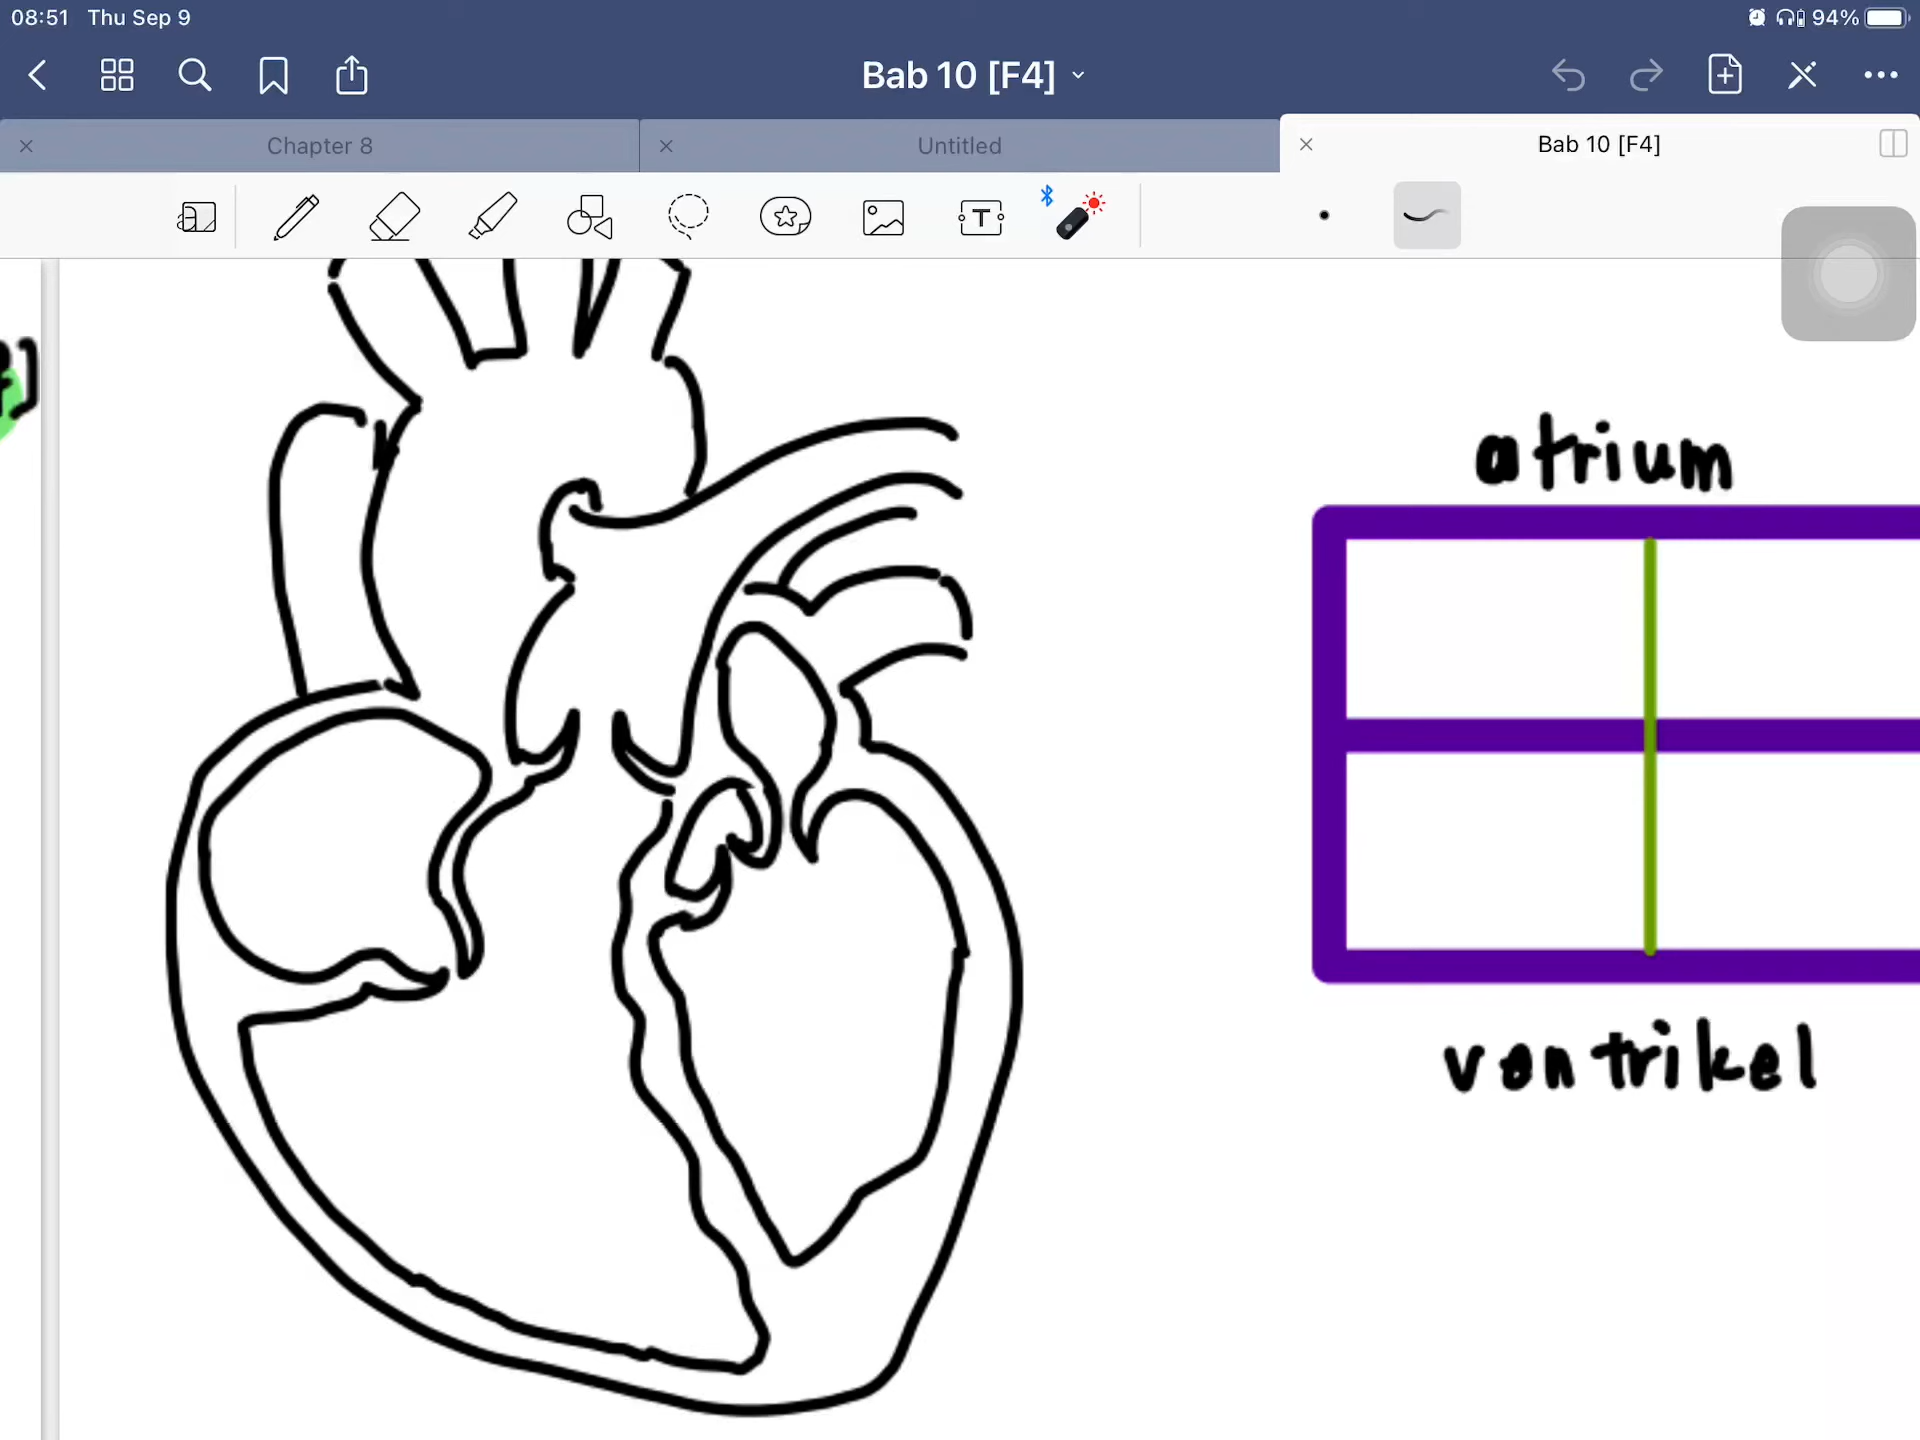 08:51 Thu Sep 9
94%
Bab 10 [F4]
Chapter 8
Untitled
Bab 10 [F4]
atrium
ventrikel